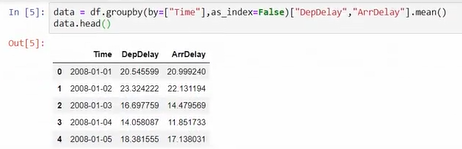 In [5]: data = df.groupby(by=["Time"],as_index=False)["DepDelay","ArrDelay"].mean()
data.head()
Out[5]:
Time DepDelay ArrDelay
0 2008-01-01 20.545599 20.999240
1 2008-01-02 23.324222 22.131194
2 2008-01-03 16.697759 14.479569
3 2008-01-04 14.058087 11.851733
4 2008-01-05 18.381555 17.138031